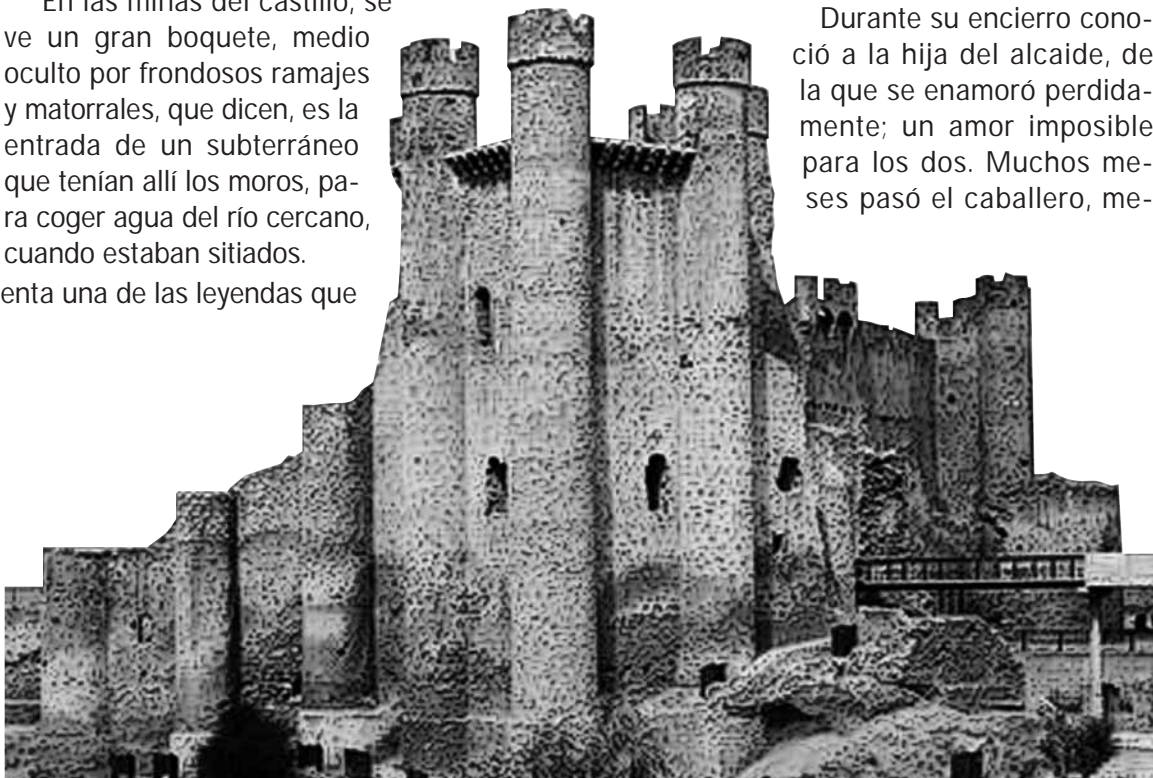 En las minas del castillo, se
ve un gran boquete, medio
oculto por frondosos ramajes
y matorrales, que dicen, es la
entrada de un subterráneo
que tenían allí los moros, pa-
ra coger agua del río cercano,
cuando estaban sitiados.
enta una de las leyendas que
Durante su encierro cono-
ció a la hija del alcaide, de
la que se enamoró perdida-
mente; un amor imposible
para los dos. Muchos me-
ses pasó el caballero, me-